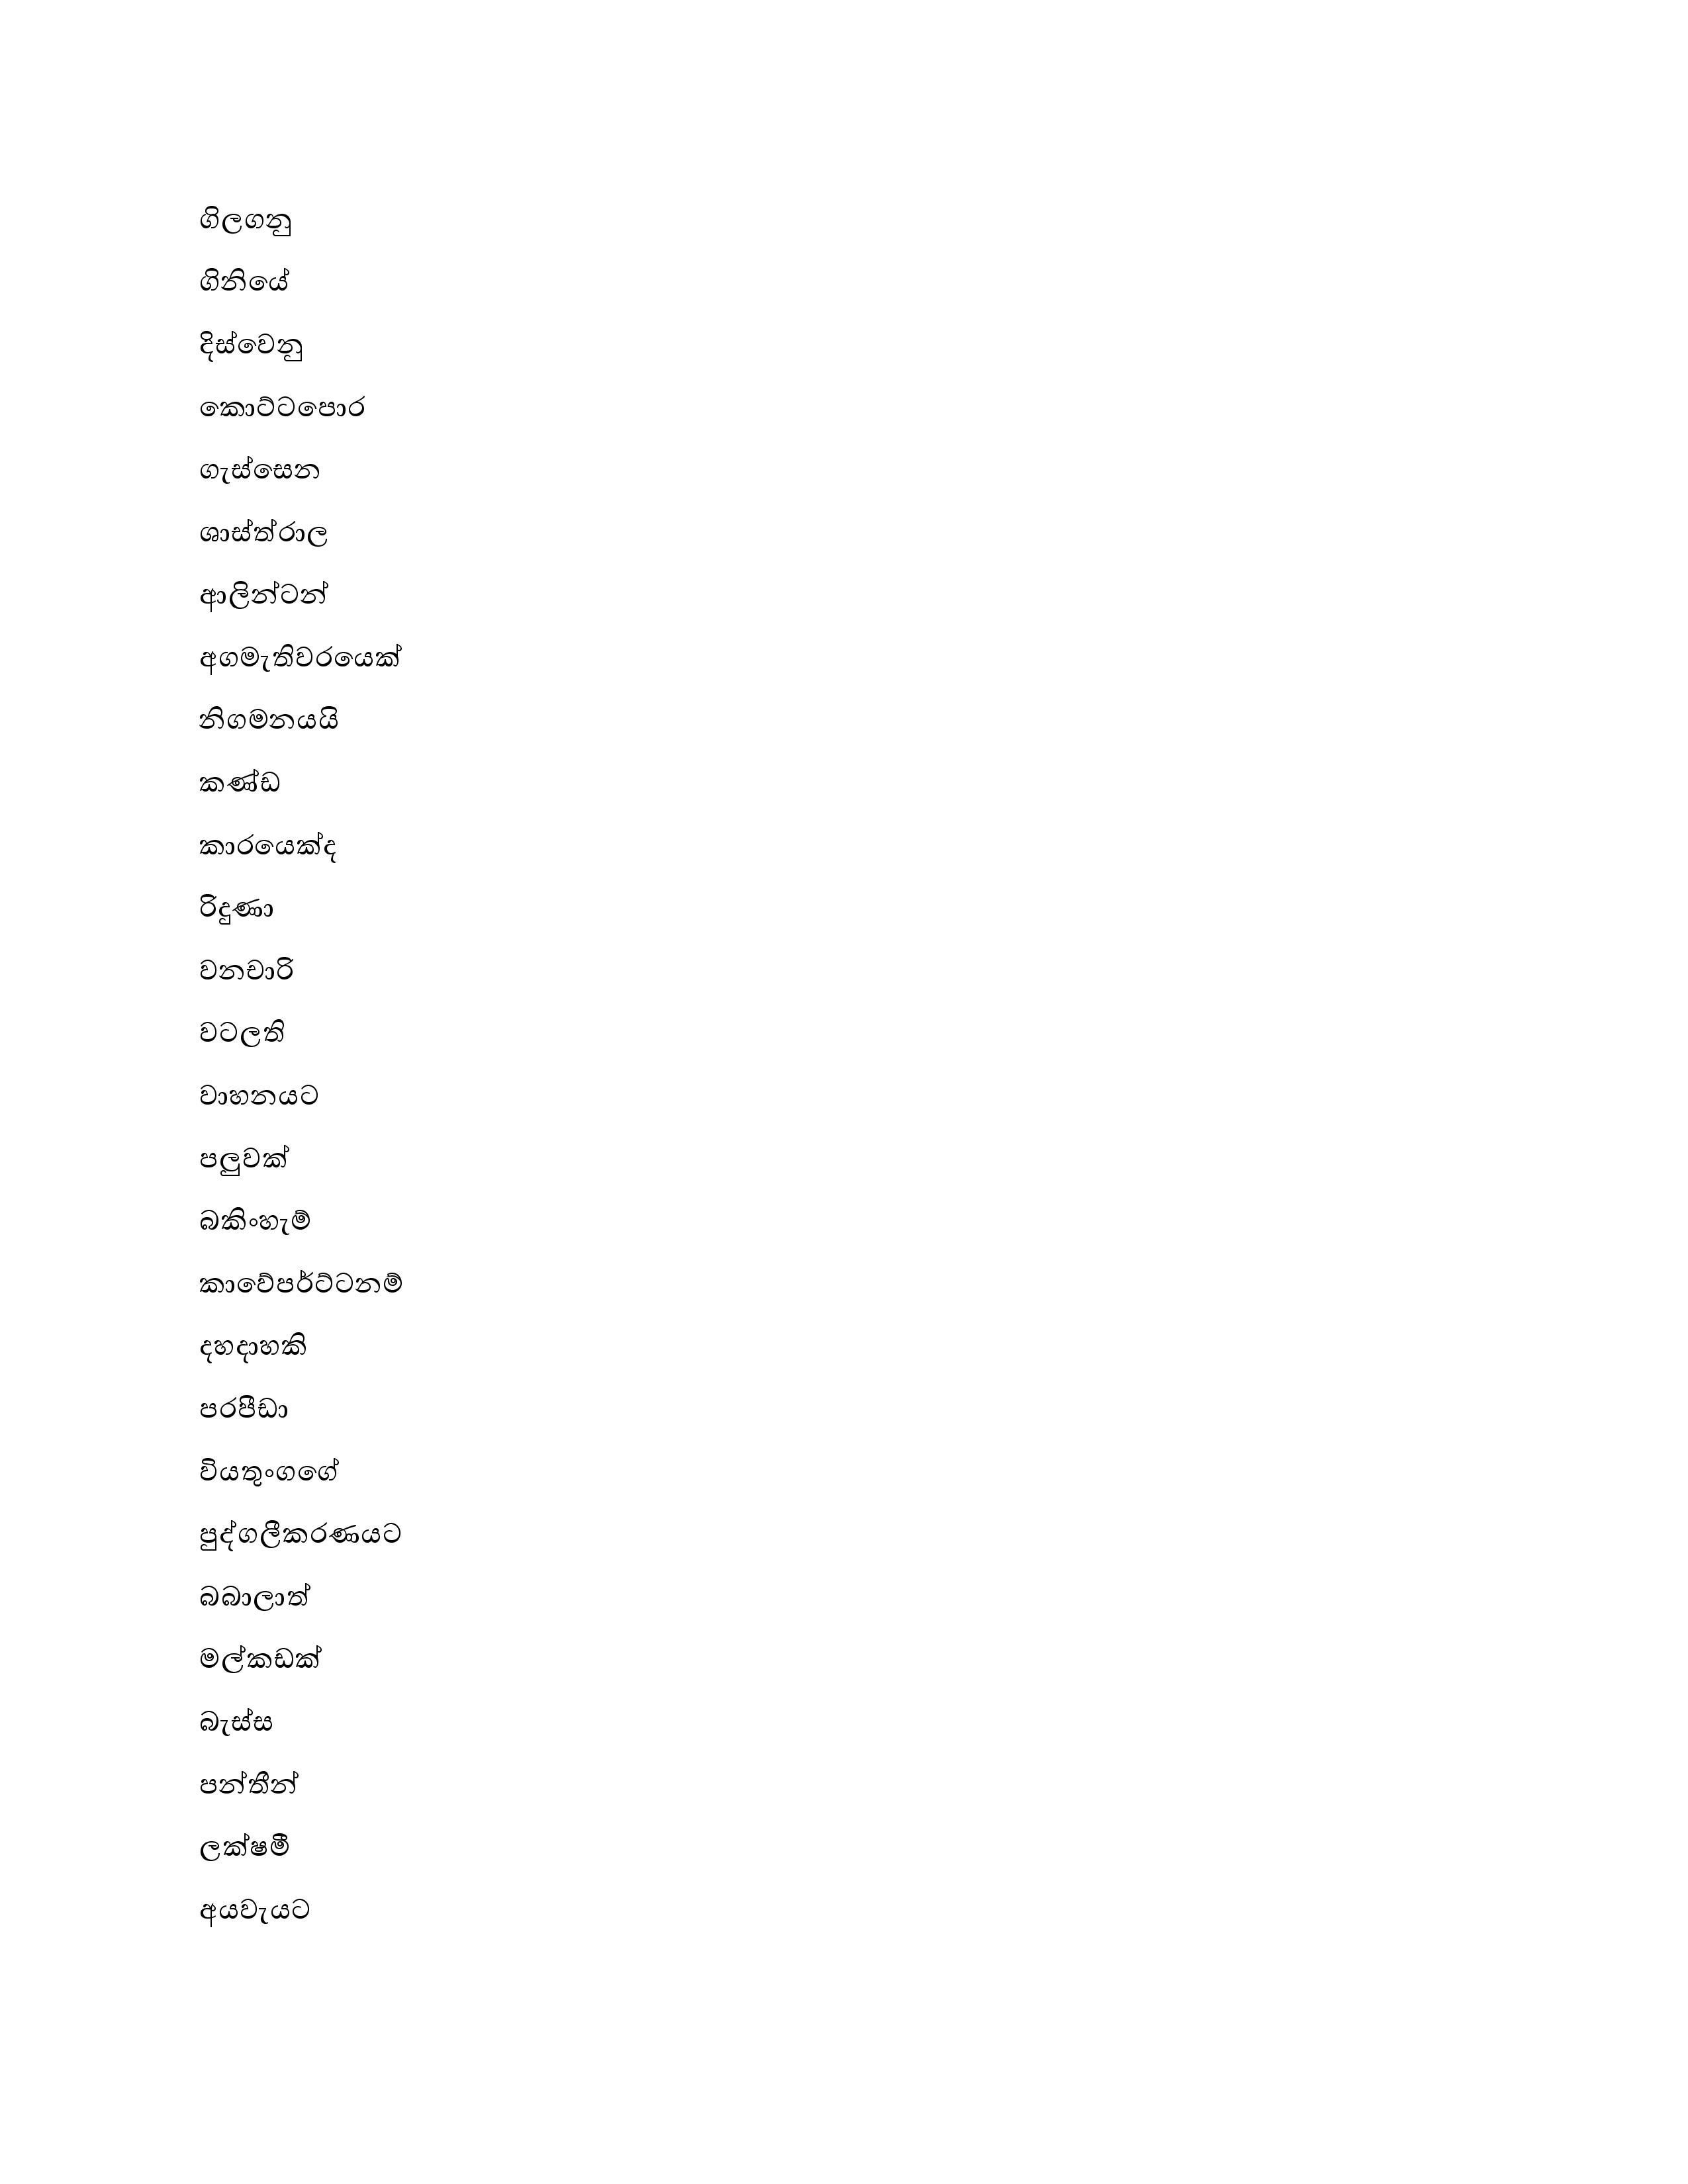 ගිලගනු
ගිනියේ
දිස්වෙනු
කොට්ටපොර
ගැස්සෙන
ශාස්ත්රාල
ආලින්ටන්
අගමැතිවරයෙක්
නිගමනයයි
කණ්ඩ
කාරයෙක්ද
රිදුණා
වනචාරි
වටලති
වාහනයට
පලුවක්
බකිංහැම්
කාවේපර්ට්ටනම්
දහදාහකි
පරපීඩා
වියතුංගගේ
පුද්ගලීකරණයට
බබාලාත්
මල්කඩක්
බැස්ස
පන්තීන්
ලක්ෂමී
අයවැයට